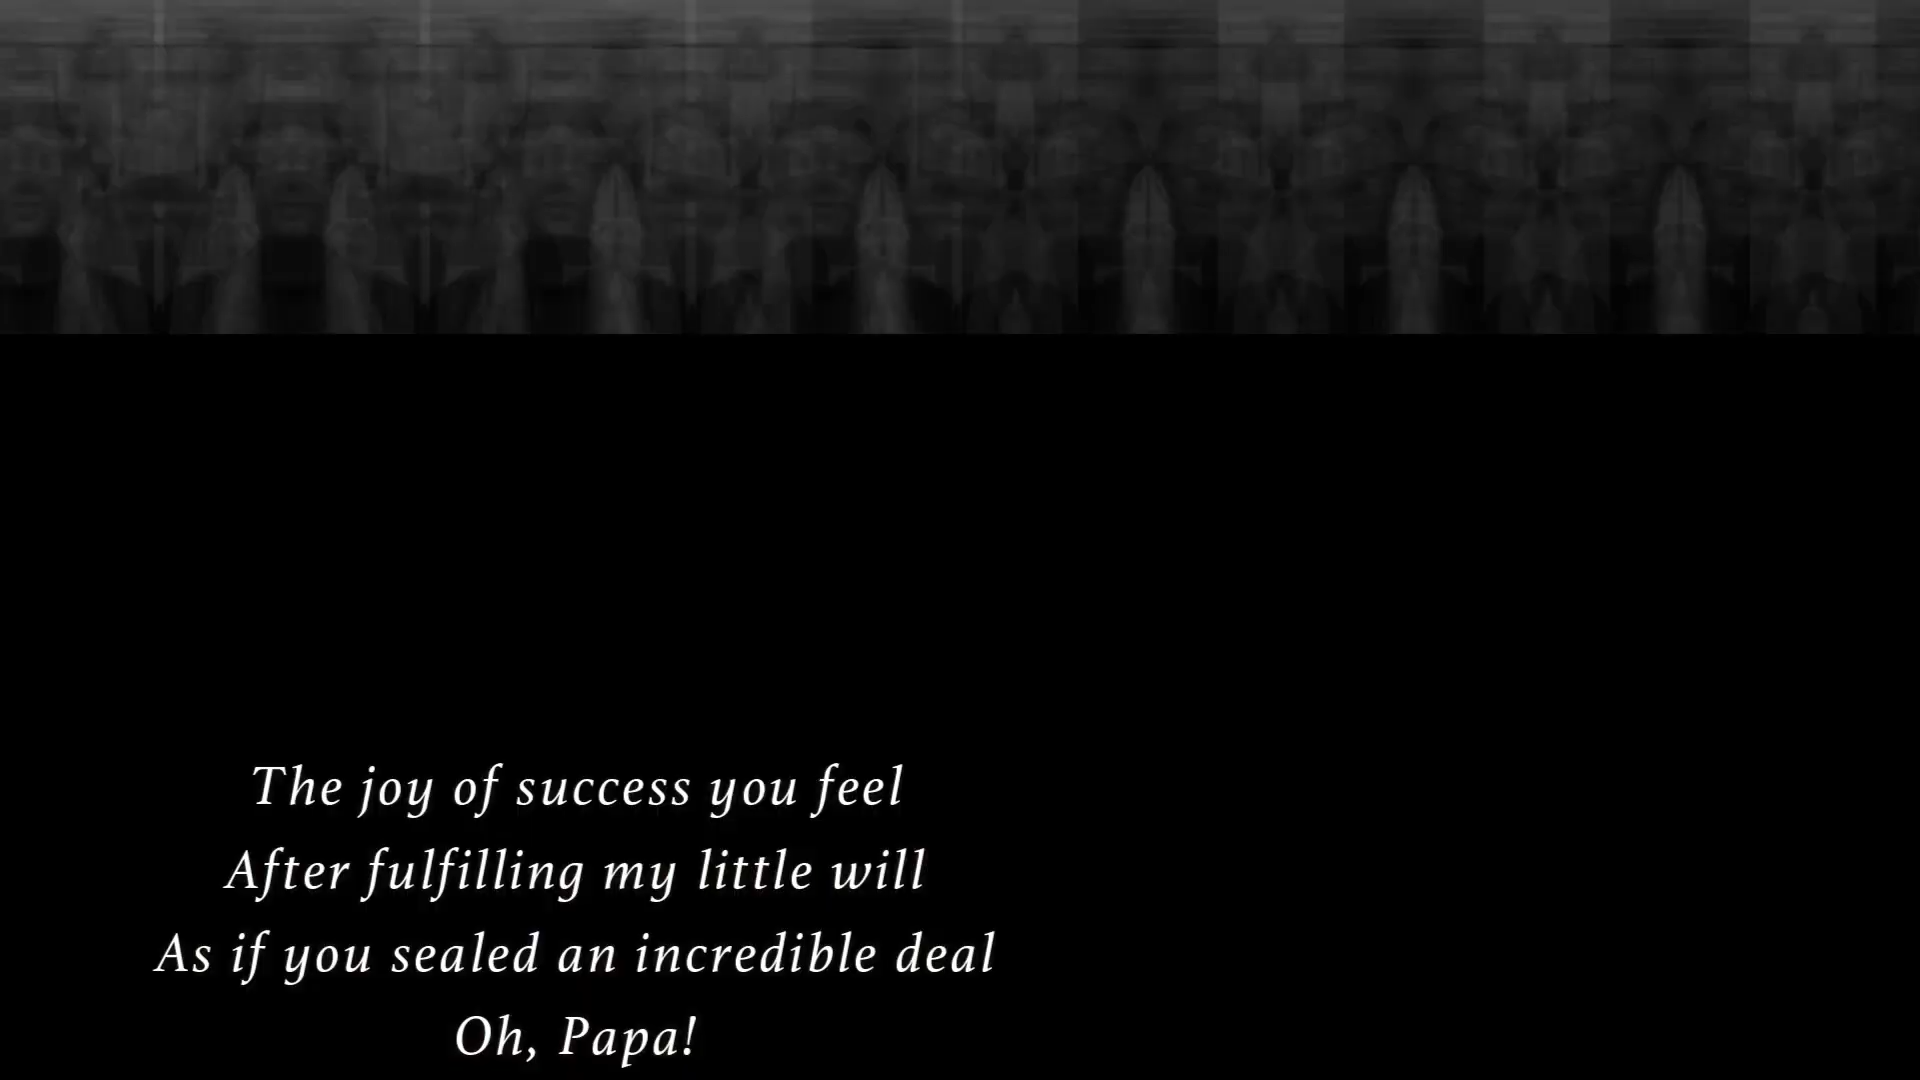 The joy of success you feel
After fulfilling my little will
As if you sealed an incredible deal
Oh, Papa!